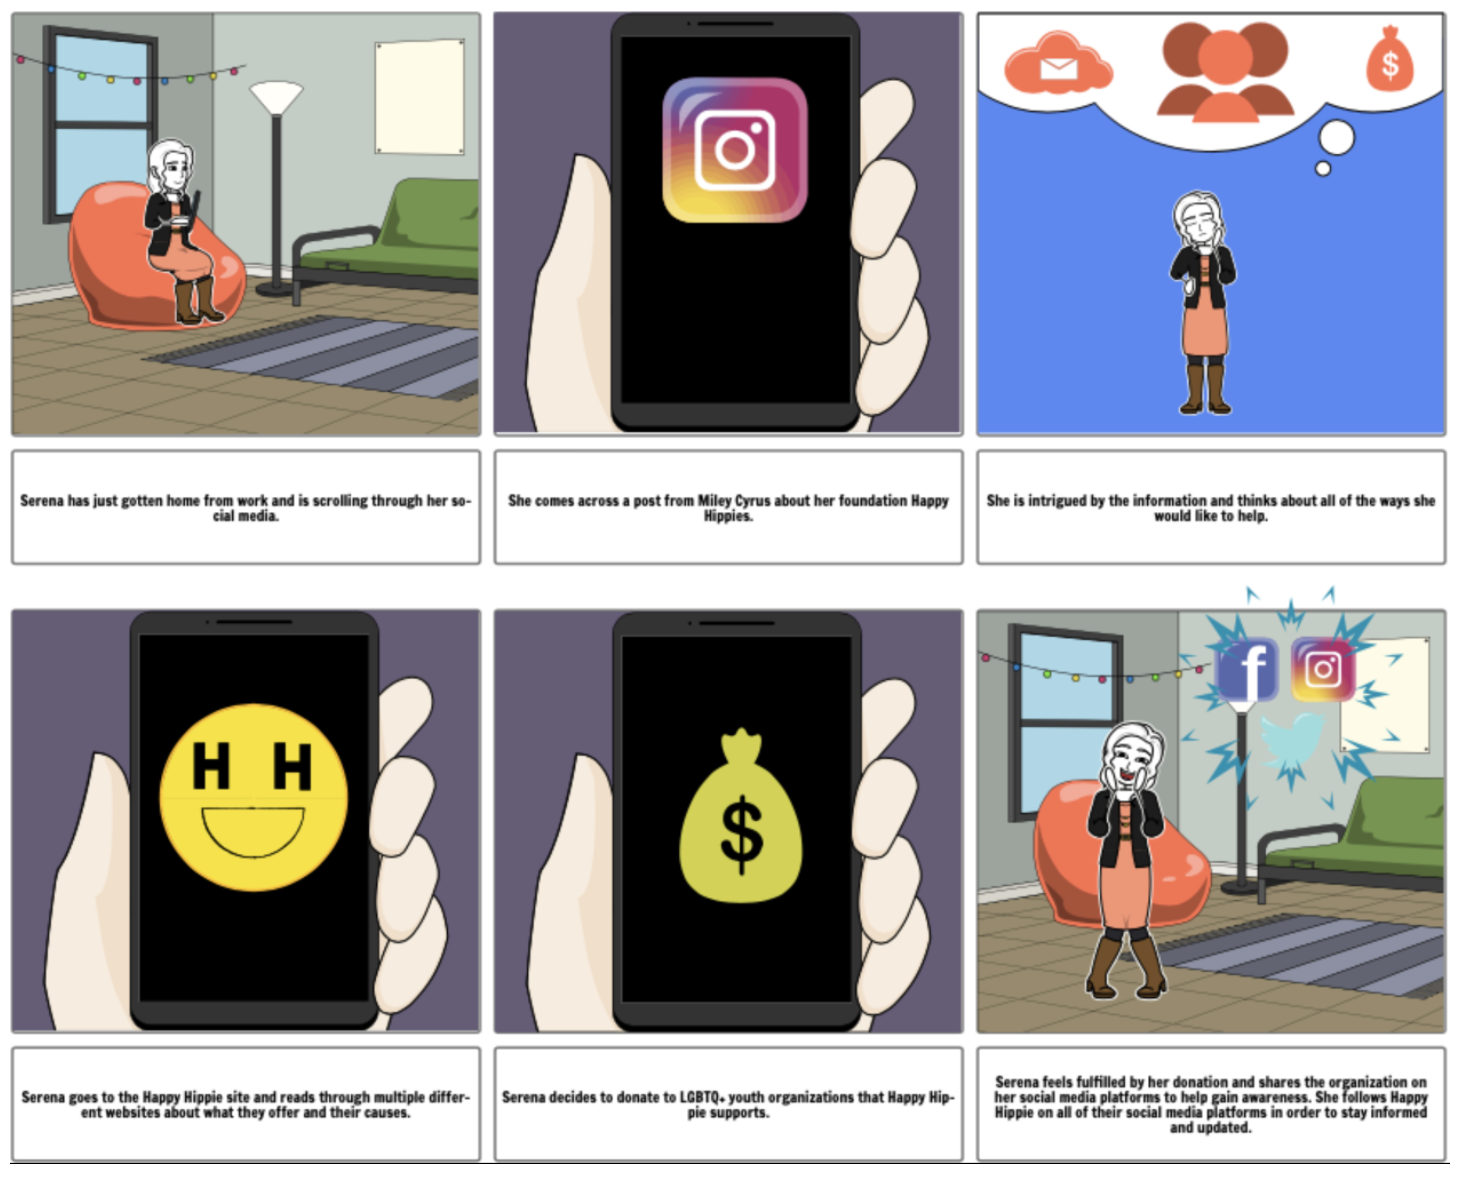 $
Serena has just gotten home from work and is scrolling through her so-
cial media.
She comes across a post from Miley Cyrus about her foundation Happy
Hippies.
She is intrigued by the information and thinks about all of the ways she
would like to help.
H H
$
f
Serena goes to the Happy Hippie site and reads through multiple differ-
ent websites about what they offer and their causes.
Serena decides to donate to LGBTQ+ youth organizations that Happy Hip-
pie supports.
Serena feels fulfilled by her donation and shares the organization on
her social media platforms to help gain awareness. She follows Happy
Hippie on all of their social media platforms in order to stay informed
and updated.